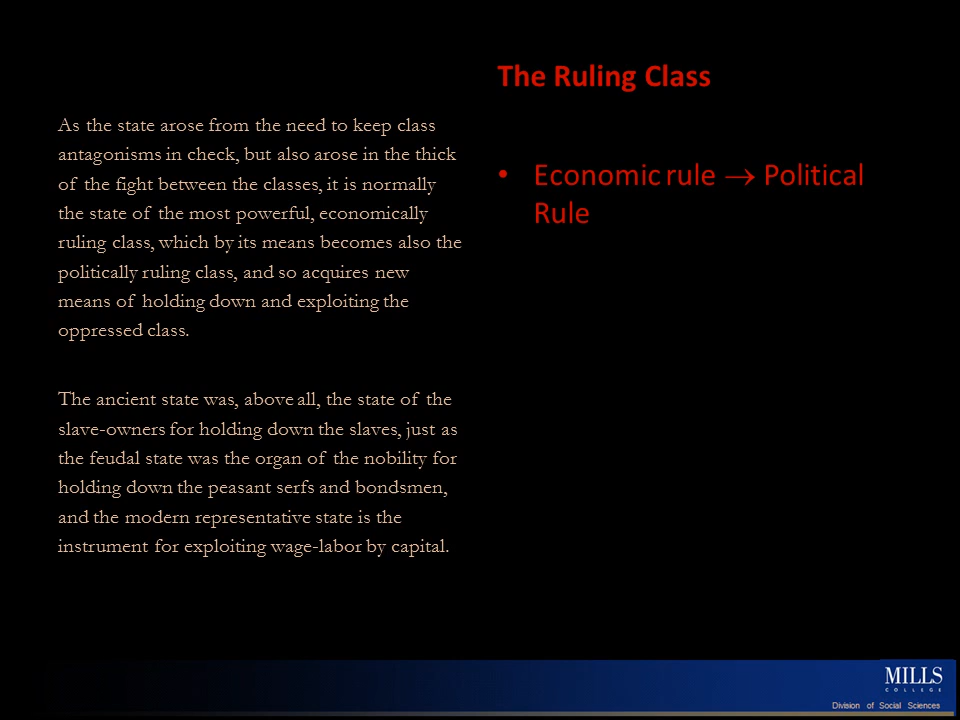 The Ruling Class
As the state arose from the need to keep class
antagonisms in check, but also arose in the thick
of the fight between the classes, it is normally
the state of the most powerful, economically
ruling class, which by its means becomes also the
politically ruling class, and so acquires new
means of holding down and exploiting the
oppressed class.
The ancient state was, above all, the state of the
slave-owners for holding down the slaves, just as
the feudal state was the organ of the nobility for
holding down the peasant serfs and bondsmen,
and the modern representative state is the
instrument for exploiting wage-labor by capital.
• Economic rule → Political
Rule
MILLS
COLLEGE
Division of Social Sciences